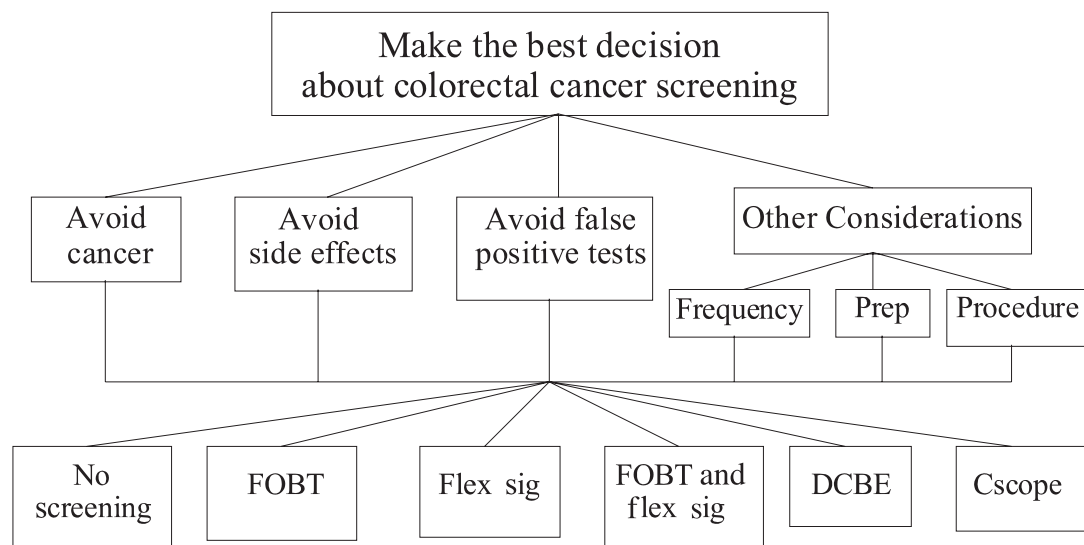 Make the best decision
about colorectal cancer screening
Avoid
cancer
Avoid
side effects
Avoid false
positive tests
Other Considerations
Frequency
Prep
Procedure
No
screening
FOBT
Flex sig
FOBT and
flex sig
DCBE
Cscope